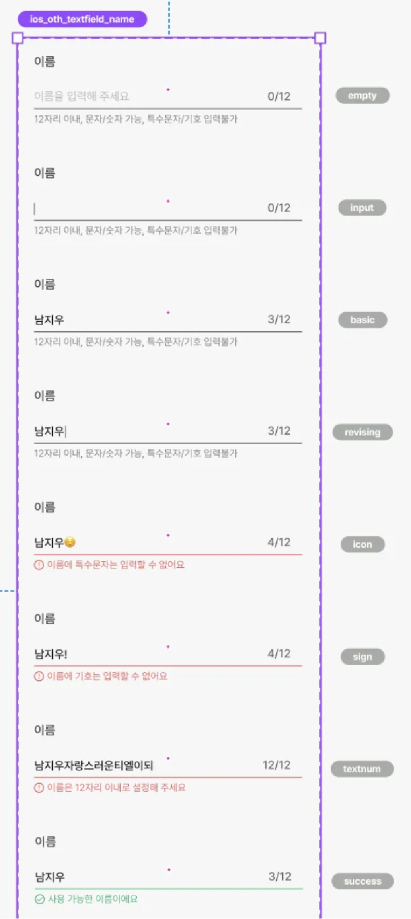 ios_oth_textfield_name
이름
이름을 입력해 주세요
0/12
empty
12자리 이내, 문자/숫자 가능, 특수문자/기호 입력불가
이름
0/12
input
12자리 이내, 문자/숫자 가능, 특수문자/기호 입력불가
이름
남지우
3/12
basic
12자리 이내, 문자/숫자 가능, 특수문자/기호 입력불가
이름
남지우
3/12
revising
12자리 이내, 문자/숫자 가능, 특수문자/기호 입력불가
이름
남지우😊
4/12
icon
이름에 특수문자는 입력할 수 없어요
이름
남지우!
4/12
sign
이름에 기호는 입력할 수 없어요
이름
남지우자랑스러운티엘이되
12/12
textnum
이름은 12자리 이내로 설정해 주세요
이름
남지우
3/12
success
사용 가능한 이름이에요